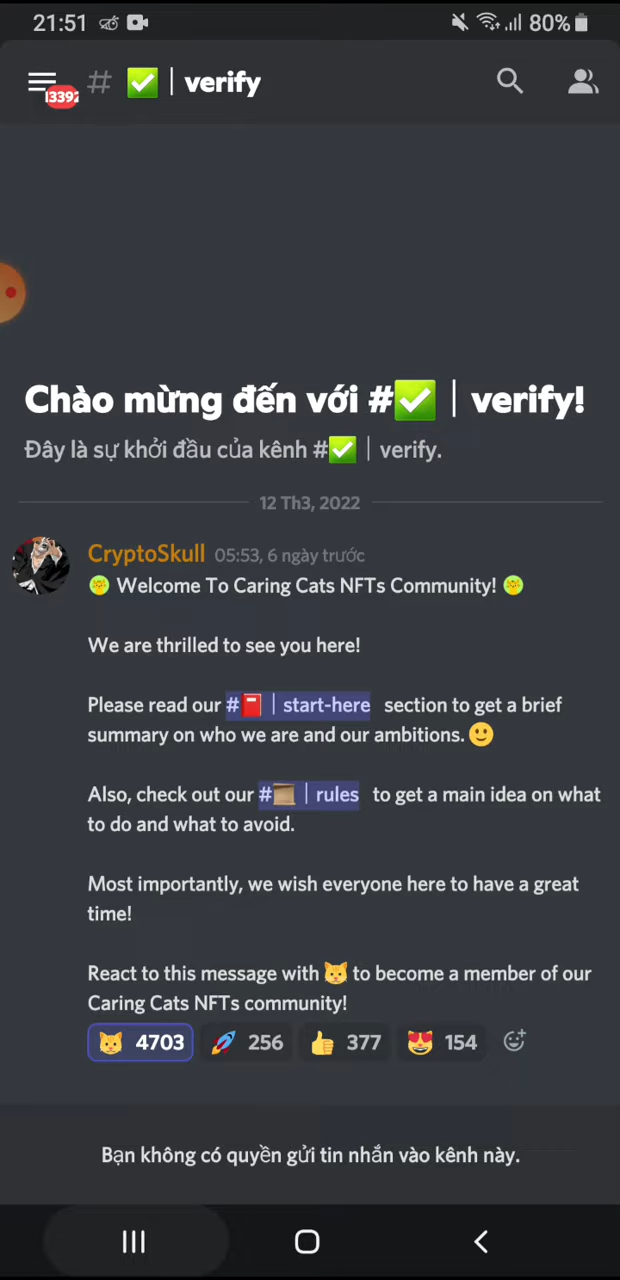 21:51 80%
# ✅ | verify
Chào mừng đến với #✅ | verify!
Đây là sự khởi đầu của kênh #✅ | verify.
12 Th3, 2022
CryptoSkull 05:53, 6 ngày trước
Welcome To Caring Cats NFTs Community!
We are thrilled to see you here!
Please read our #📕 | start-here section to get a brief
summary on who we are and our ambitions. 🙂
Also, check out our #📜 | rules to get a main idea on what
to do and what to avoid.
Most importantly, we wish everyone here to have a great
time!
React to this message with 🐱 to become a member of our
Caring Cats NFTs community!
🐱 4703 🚀 256 👍 377 😻 154
Bạn không có quyền gửi tin nhắn vào kênh này.